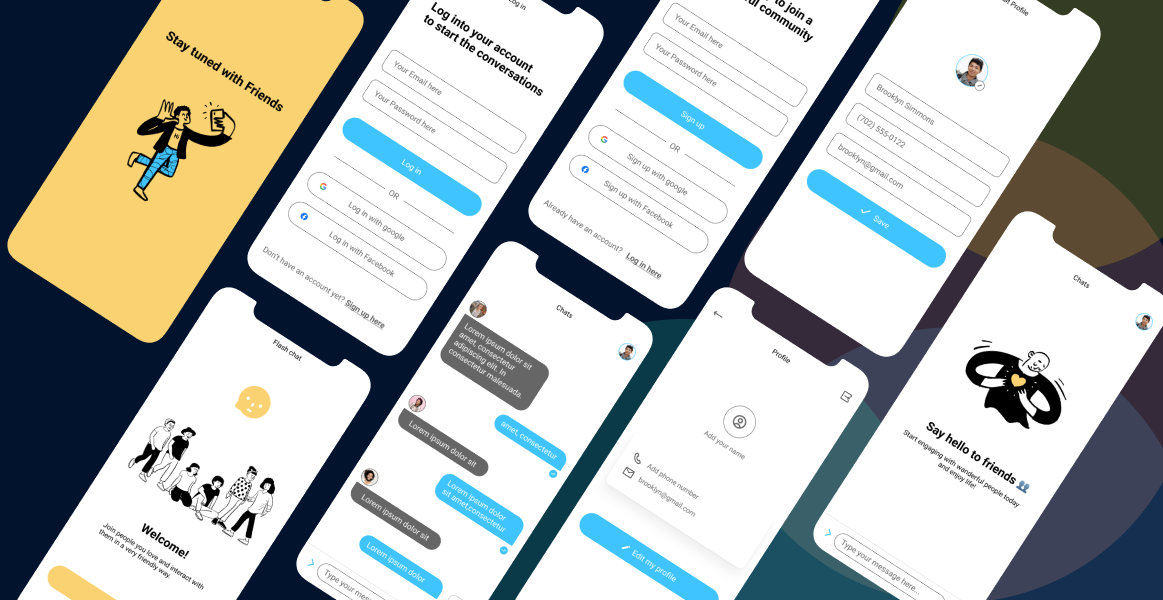 Stay tuned with Friends
Log in
Log into your account
to start the conversations
Your Email here
Your Password here
Log in
OR
Log in with google
Log in with Facebook
Don't have an account yet? Sign up here
to join a
community
Your Email here
Your Password here
Sign up
OR
Sign up with google
Sign up with Facebook
Already have an account? Log in here
Profile
Brooklyn Simmons
(702) 555-0122
brooklyn@gmail.com
Save
Flash chat
Welcome!
Join people you love and interact with
them in a very friendly way.
Chats
Lorem ipsum dolor sit
amet, consectetur
adipiscing elit. In
consectetur malesuada.
amet, consectetur
Lorem ipsum dolor sit
Lorem ipsum dolor
sit amet,consectetur
Lorem ipsum dolor sit
Lorem ipsum dolor
Type your mess
Profile
Add your name
Add phone number
brooklyn@gmail.com
Edit my profile
Chats
Say hello to friends
Start engaging with wonderful people today
and enjoy life!
Type your message here...